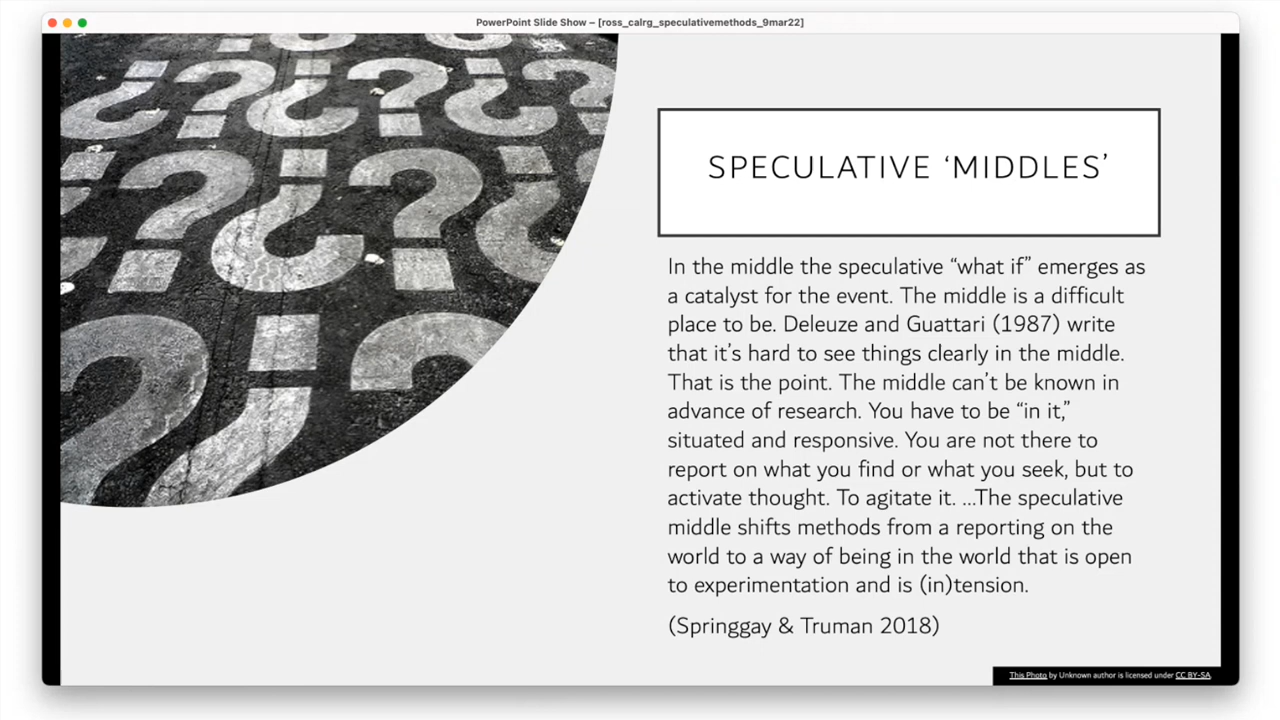 PowerPoint Slide Show – [ross_calrg_speculativemethods_9mar22]
SPECULATIVE ‘MIDDLES’
In the middle the speculative “what if” emerges as
a catalyst for the event. The middle is a difficult
place to be. Deleuze and Guattari (1987) write
that it’s hard to see things clearly in the middle.
That is the point. The middle can’t be known in
advance of research. You have to be “in it,”
situated and responsive. You are not there to
report on what you find or what you seek, but to
activate thought. To agitate it. …The speculative
middle shifts methods from a reporting on the
world to a way of being in the world that is open
to experimentation and is (in)tension.
(Springgay & Truman 2018)
This Photo by Unknown author is licensed under CC BY-SA.